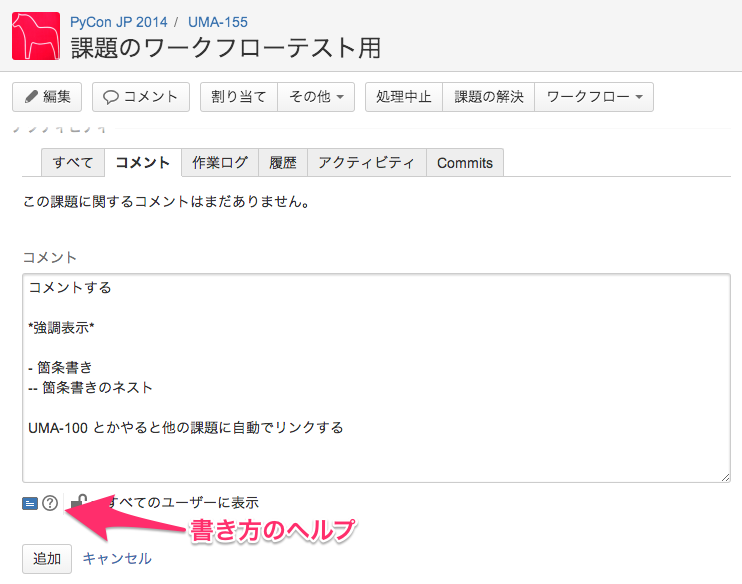 PyCon JP 2014 / UMA-155
課題のワークフローテスト用
編集 コメント 割り当て その他 処理中止 課題の解決 ワークフロー
アクティビティ
すべて コメント 作業ログ 履歴 アクティビティ Commits
この課題に関するコメントはまだありません。
コメント
コメントする
*強調表示*
- 箇条書き
-- 箇条書きのネスト
UMA-100 とかやると他の課題に自動でリンクする
すべてのユーザーに表示
書き方のヘルプ
追加 キャンセル